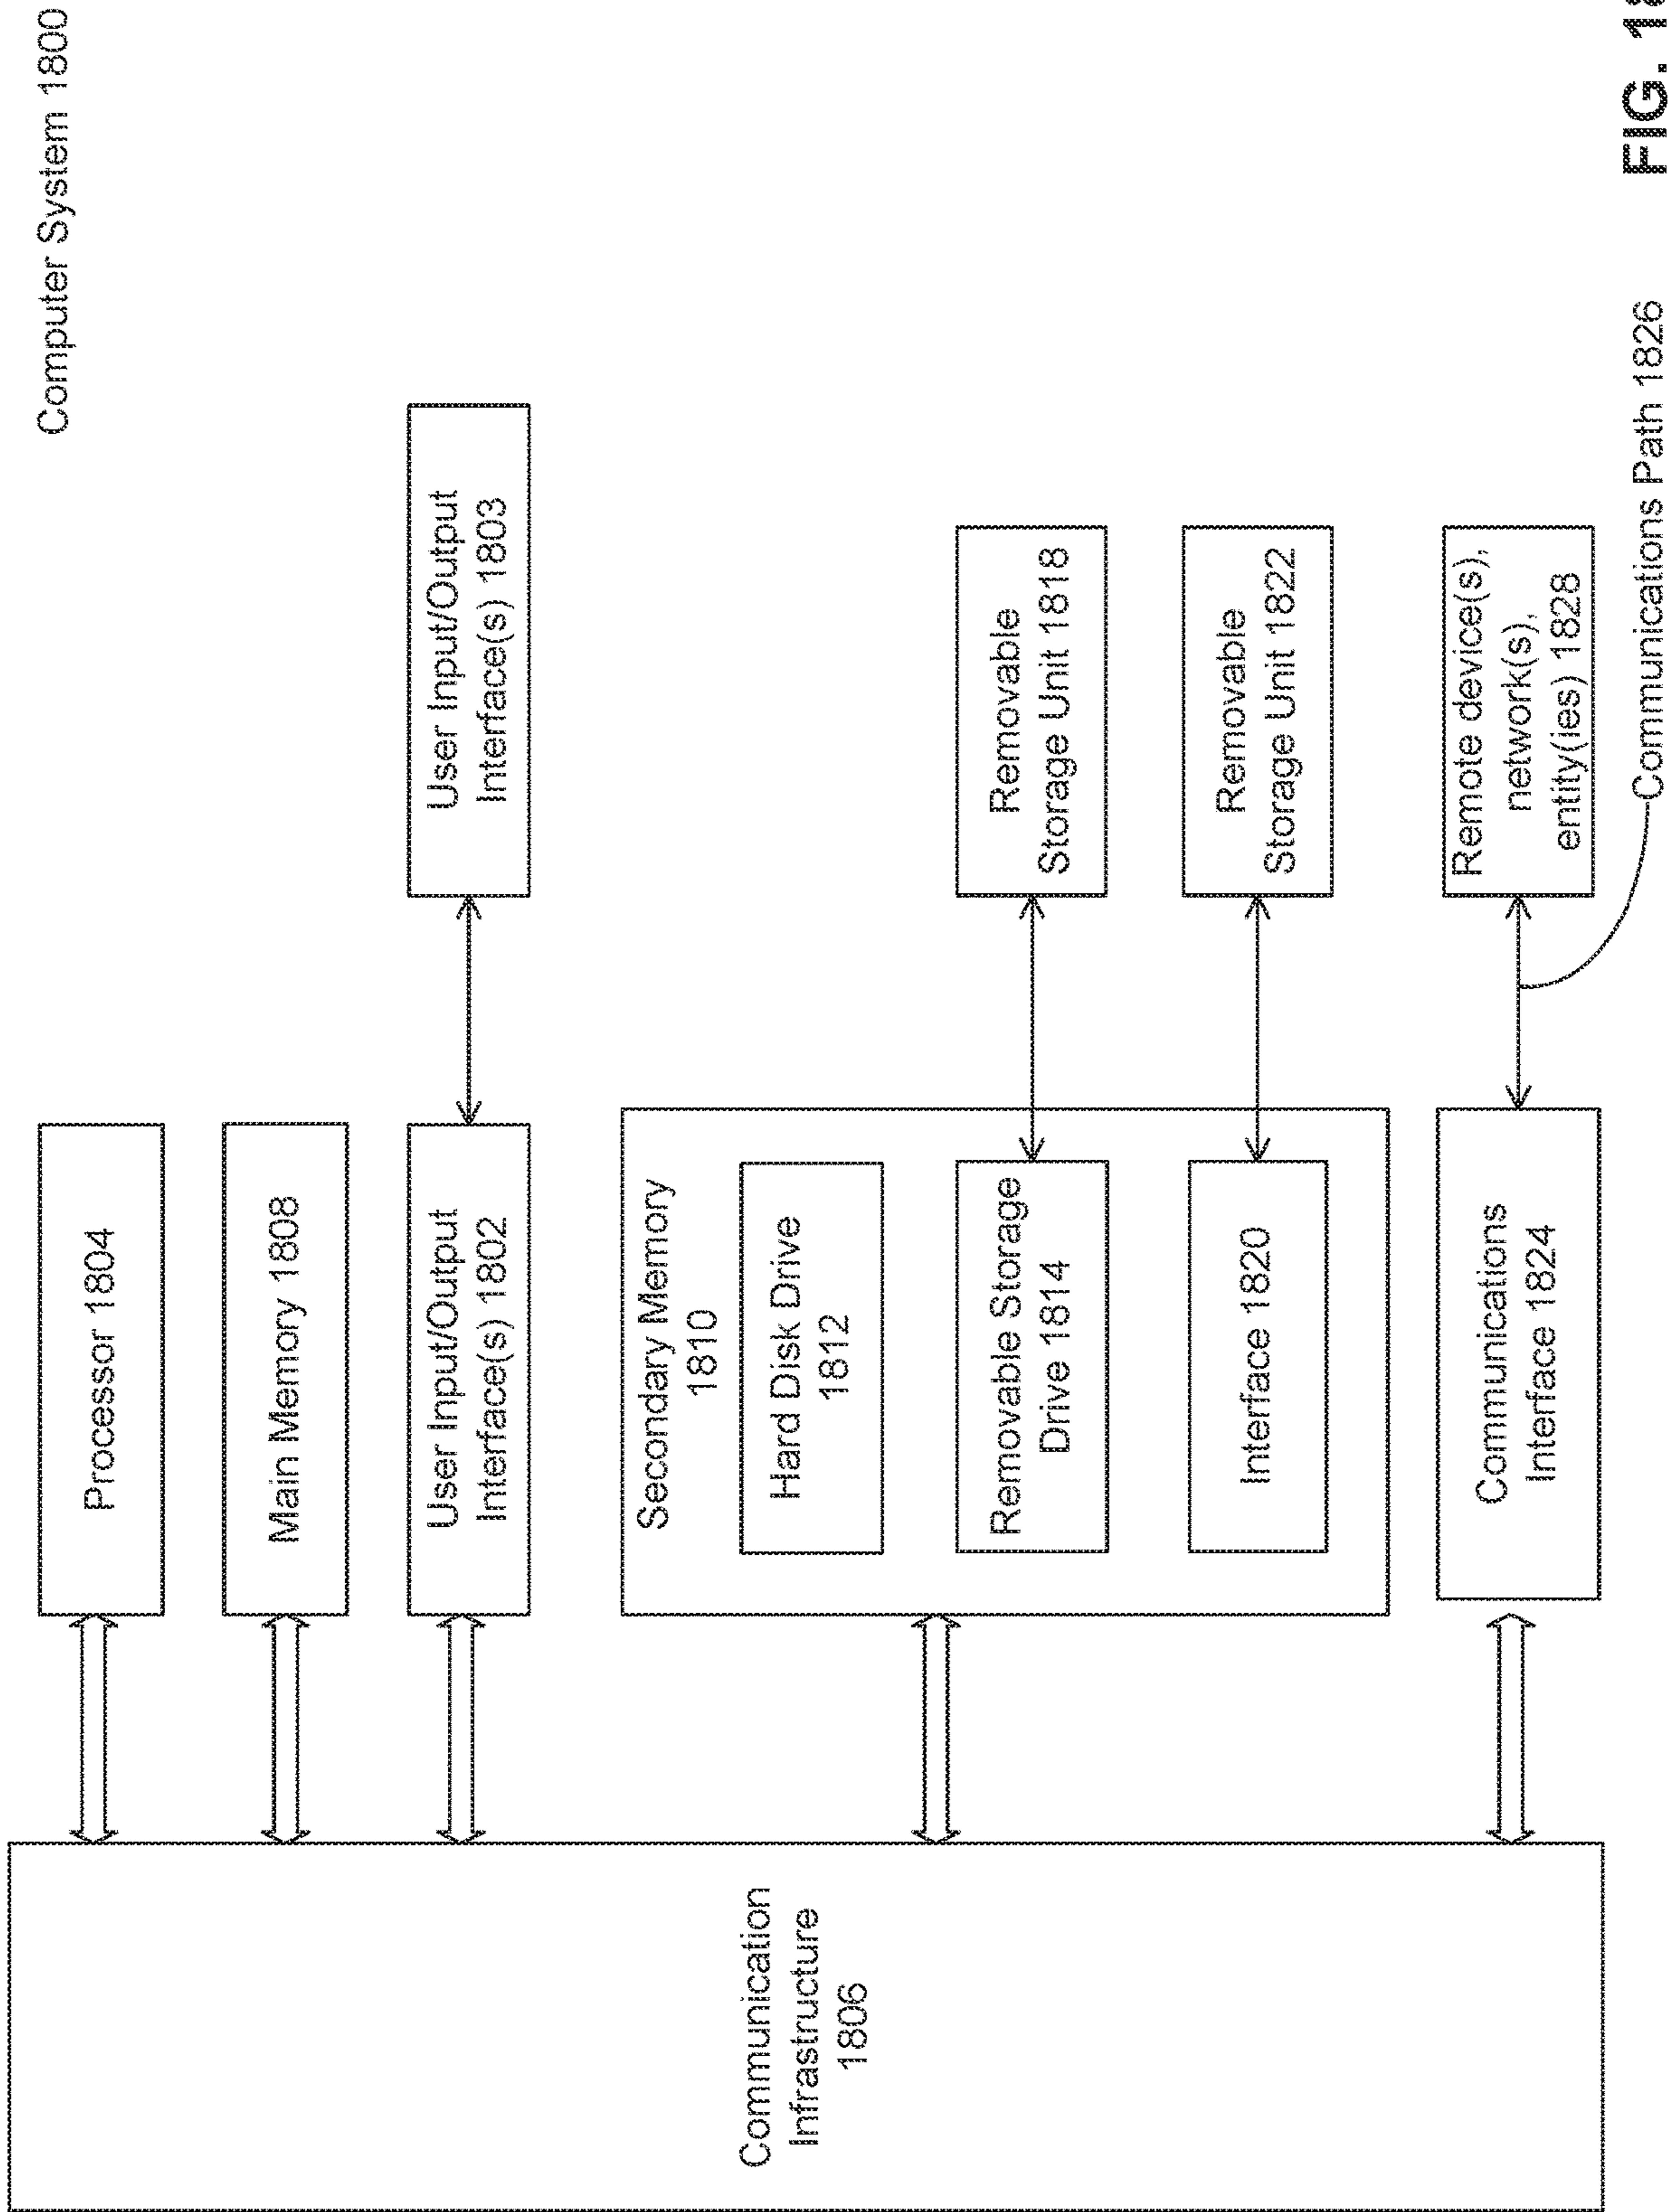 Computer System 1800
Processor 1804
Main Memory 1808
User Input/Output
Interface(s) 1802
User Input/Output
Interface(s) 1803
Communication
Infrastructure
1806
Secondary Memory
1810
Hard Disk Drive
1812
Removable Storage
Drive 1814
Removable
Storage Unit 1818
Interface 1820
Removable
Storage Unit 1822
Communications
Interface 1824
Remote device(s),
network(s),
entity(ies) 1828
Communications Path 1826
FIG. 18